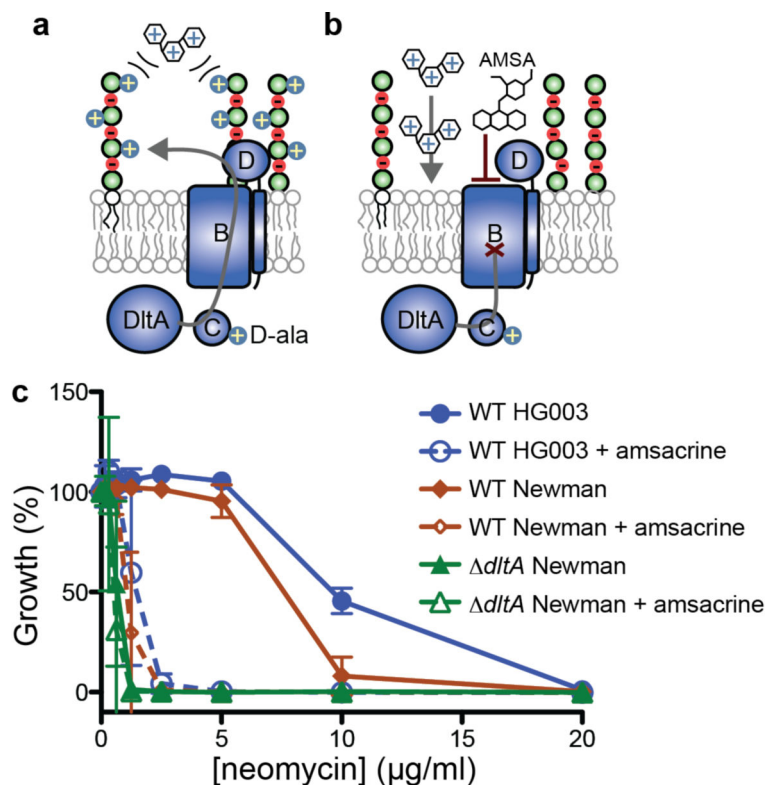 a
b
AMSA
D
D
B
B
DltA
C
D-ala
DltA
C
c
WT HG003
WT HG003 + amsacrine
WT Newman
WT Newman + amsacrine
ΔdltA Newman
ΔdltA Newman + amsacrine
Growth (%)
150
100
50
0
0
5
10
15
20
[neomycin] (µg/ml)